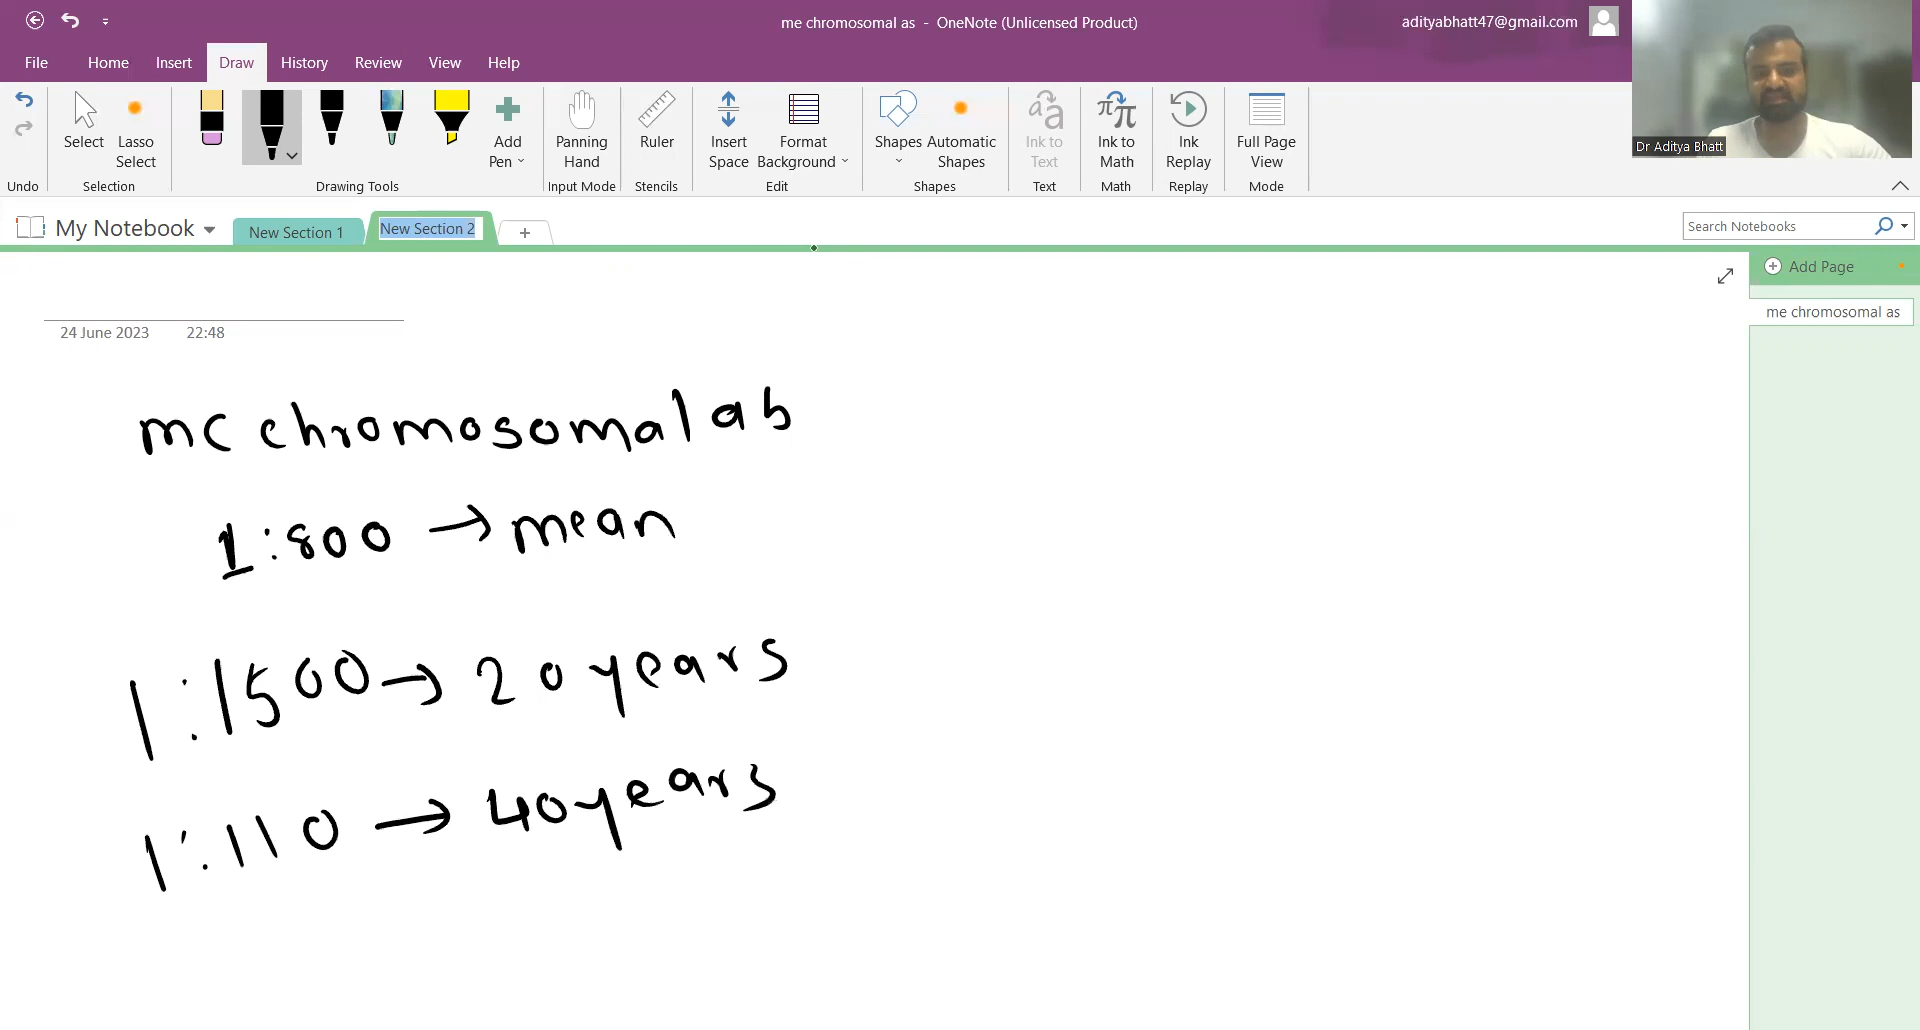 me chromosomal as - OneNote (Unlicensed Product)
adityabhatt47@gmail.com
File Home Insert Draw History Review View Help
Select
Lasso Select
Add Pen
Panning Hand
Ruler
Insert Space
Format Background
Shapes
Automatic Shapes
Ink to Text
Ink to Math
Ink Replay
Full Page View
Dr Aditya Bhatt
Undo Selection Drawing Tools Input Mode Stencils Edit Shapes Text Math Replay Mode
My Notebook New Section 1 New Section 2
Search Notebooks
Add Page
me chromosomal as
24 June 2023 22:48
mc chromosomal ab
1:800 → mean
1:1500 → 20 years
1:110 → 40 years